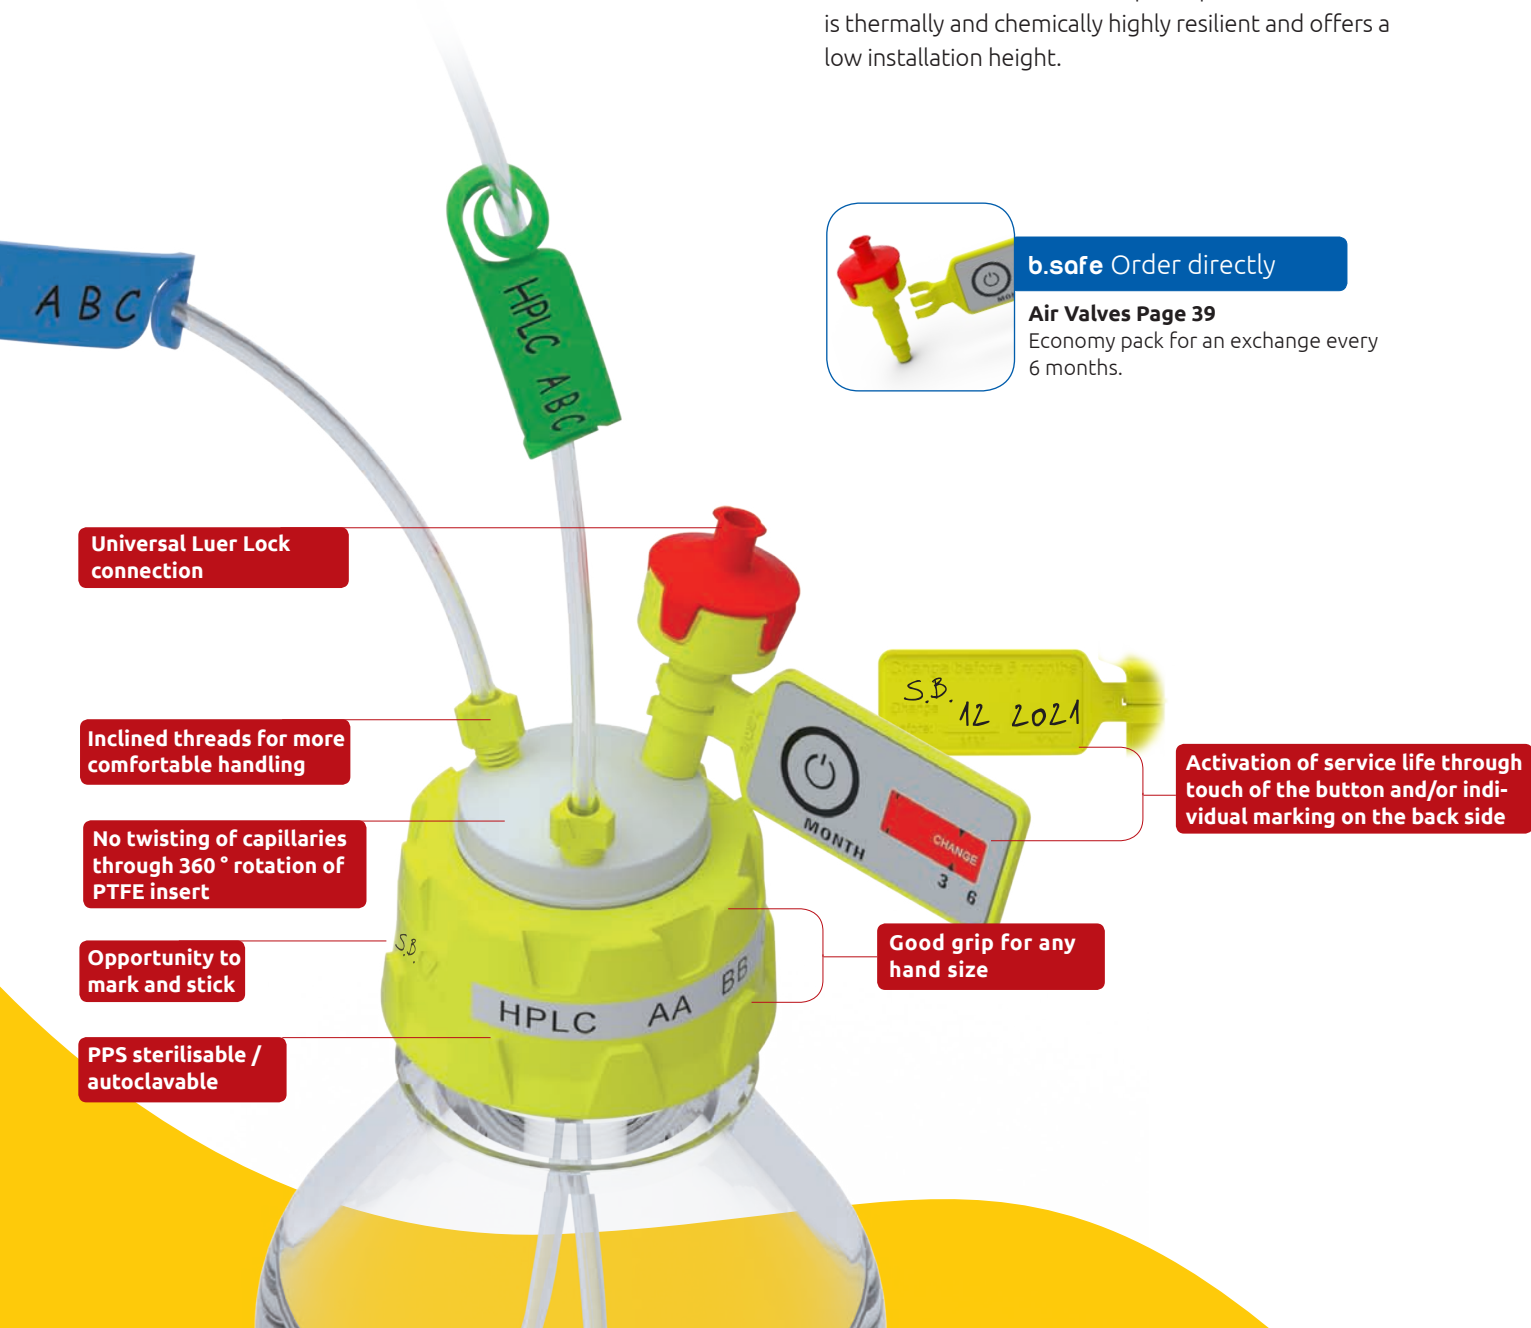 is thermally and chemically highly resilient and offers a
low installation height.
b.safe Order directly
Air Valves Page 39
Economy pack for an exchange every
6 months.
ABC
HPLC ABC
Universal Luer Lock
connection
Change before 6 months
S.B.
12 2021
Inclined threads for more
comfortable handling
Activation of service life through
touch of the button and/or indi-
vidual marking on the back side
No twisting of capillaries
through 360° rotation of
PTFE insert
MONTH
CHANGE
3 6
Opportunity to
mark and stick
S.B.
Good grip for any
hand size
HPLC AA BB
PPS sterilisable /
autoclavable